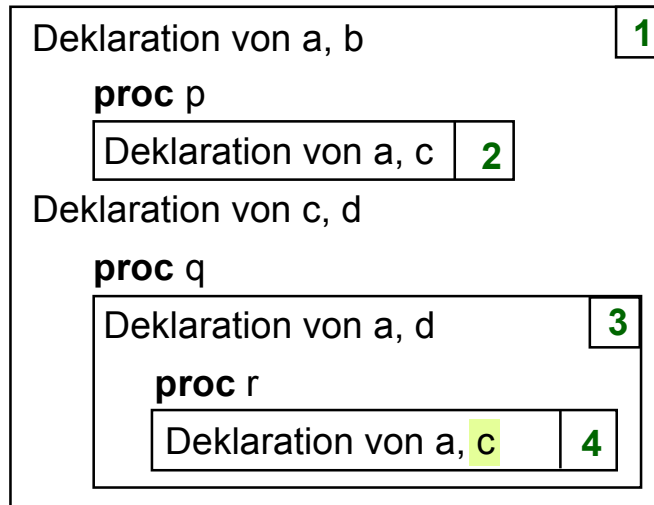 Deklaration von a, b 1
proc p
Deklaration von a, c 2
Deklaration von c, d
proc q
Deklaration von a, d 3
proc r
Deklaration von a, c 4